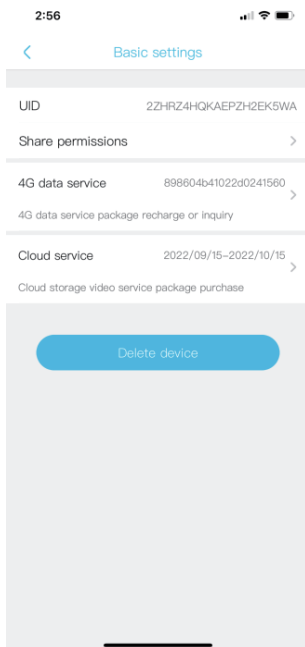 2:56
Basic settings
UID 2ZHRZ4HQKAEPZH2EK5WA
Share permissions
4G data service 898604b41022d0241560
4G data service package recharge or inquiry
Cloud service 2022/09/15-2022/10/15
Cloud storage video service package purchase
Delete device